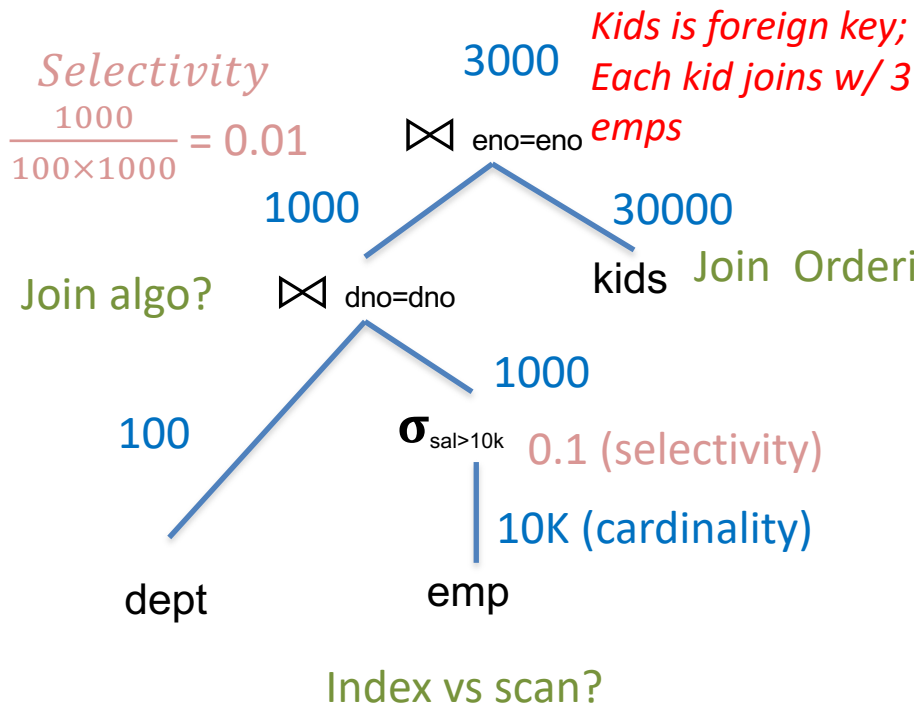 Selectivity
1000
100×1000
= 0.01
3000
Kids is foreign key;
Each kid joins w/ 3
emps
⋈ eno=eno
1000
30000
Join algo?
⋈ dno=dno
kids
Join Orderi
100
1000
σ sal>10k
0.1 (selectivity)
10K (cardinality)
dept
emp
Index vs scan?